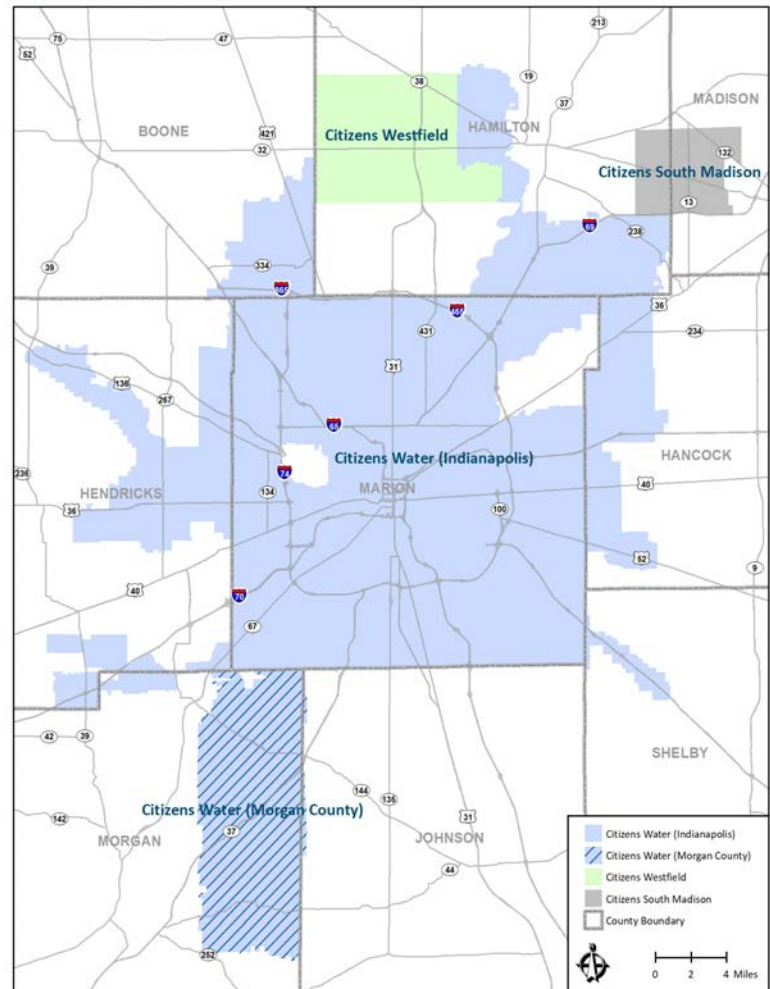 213
75
47
52
19
38
37
MADISON
BOONE
421
Citizens Westfield
HAMILTON
132
32
Citizens South Madison
13
69
238
39
334
865
465
36
431
234
31
136
267
65
Citizens Water (Indianapolis)
HANCOCK
74
236
HENDRICKS
134
MARION
40
36
100
52
9
40
70
67
42
39
SHELBY
144
135
31
Citizens Water (Morgan County)
142
37
MORGAN
JOHNSON
44
252
Citizens Water (Indianapolis)
Citizens Water (Morgan County)
Citizens Westfield
Citizens South Madison
County Boundary
N
0 2 4 Miles